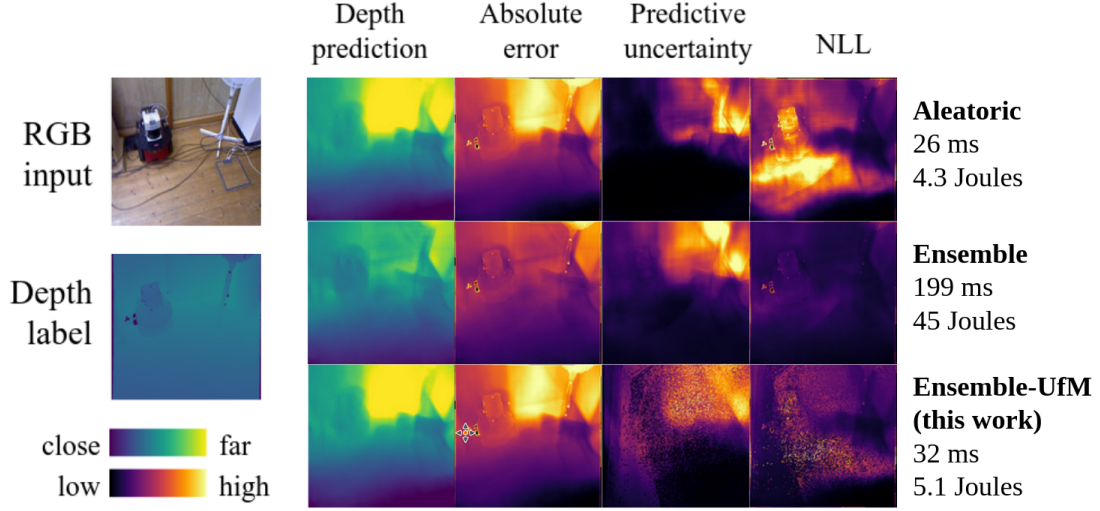 Depth
prediction
Absolute
error
Predictive
uncertainty
NLL
RGB
input
Depth
label
close
far
low
high
Aleatoric
26 ms
4.3 Joules
Ensemble
199 ms
45 Joules
Ensemble-UfM
(this work)
32 ms
5.1 Joules